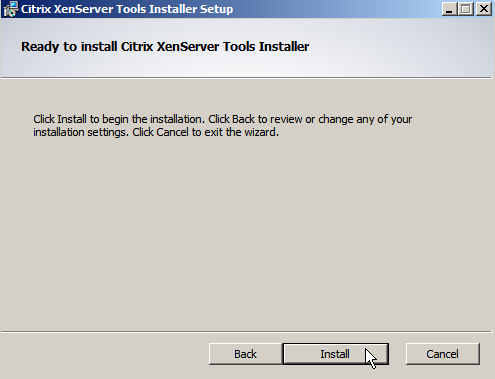 Citrix XenServer Tools Installer Setup
Ready to install Citrix XenServer Tools Installer
Click Install to begin the installation. Click Back to review or change any of your
installation settings. Click Cancel to exit the wizard.
Back Install Cancel